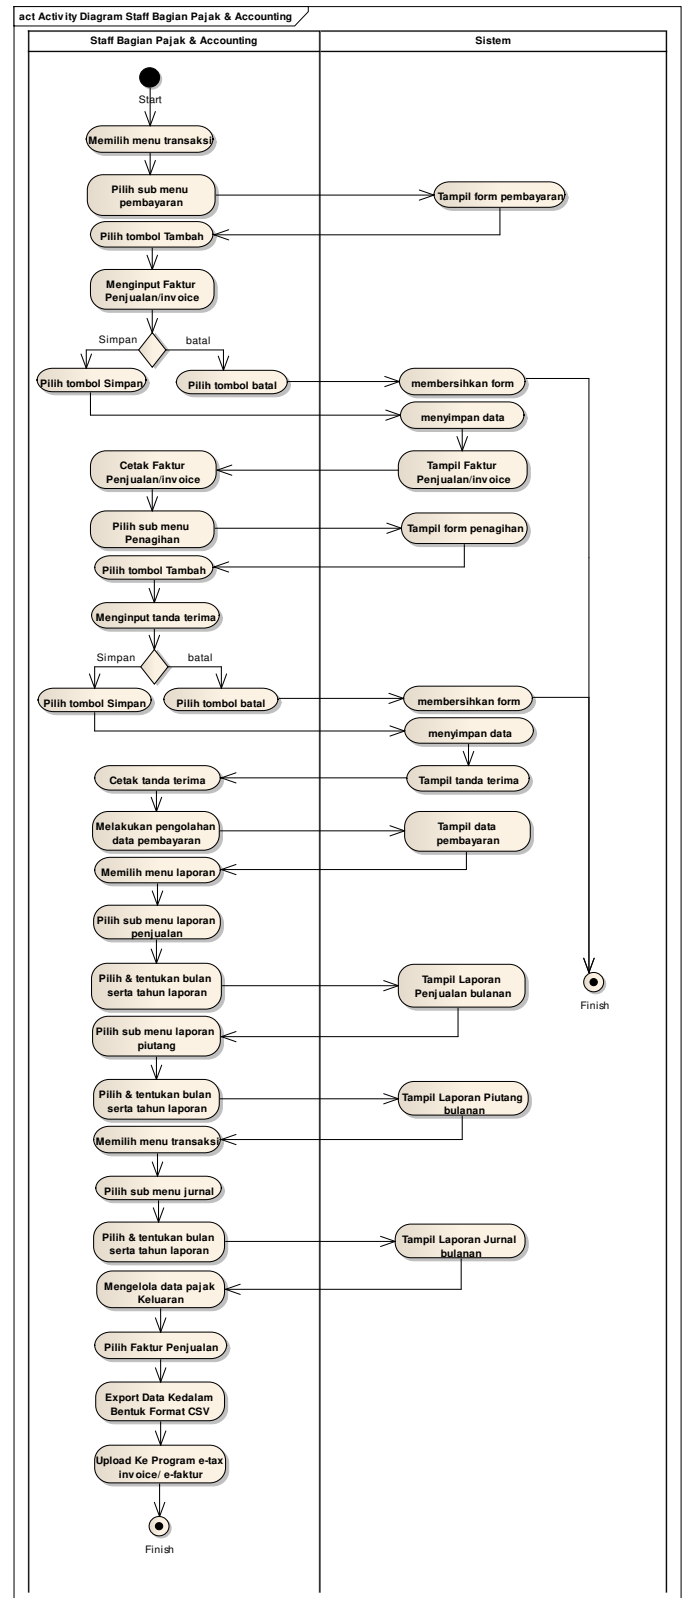 act Activity Diagram Staff Bagian Pajak & Accounting
Staff Bagian Pajak & Accounting
Sistem
Start
Memilih menu transaksi
Pilih sub menu
pembayaran
Tampil form pembayaran
Pilih tombol Tambah
Menginput Faktur
Penjualan/invoice
Simpan
batal
Pilih tombol Simpan
Pilih tombol batal
membersihkan form
menyimpan data
Cetak Faktur
Penjualan/invoice
Tampil Faktur
Penjualan/invoice
Pilih sub menu
Penagihan
Tampil form penagihan
Pilih tombol Tambah
Menginput tanda terima
Simpan
batal
Pilih tombol Simpan
Pilih tombol batal
membersihkan form
menyimpan data
Cetak tanda terima
Tampil tanda terima
Melakukan pengolahan
data pembayaran
Tampil data
pembayaran
Memilih menu laporan
Pilih sub menu laporan
penjualan
Pilih & tentukan bulan
serta tahun laporan
Tampil Laporan
Penjualan bulanan
Finish
Pilih sub menu laporan
piutang
Pilih & tentukan bulan
serta tahun laporan
Tampil Laporan Piutang
bulanan
Memilih menu transaksi
Pilih sub menu jurnal
Pilih & tentukan bulan
serta tahun laporan
Tampil Laporan Jurnal
bulanan
Mengelola data pajak
Keluaran
Pilih Faktur Penjualan
Export Data Kedalam
Bentuk Format CSV
Upload Ke Program e-tax
invoice/ e-faktur
Finish